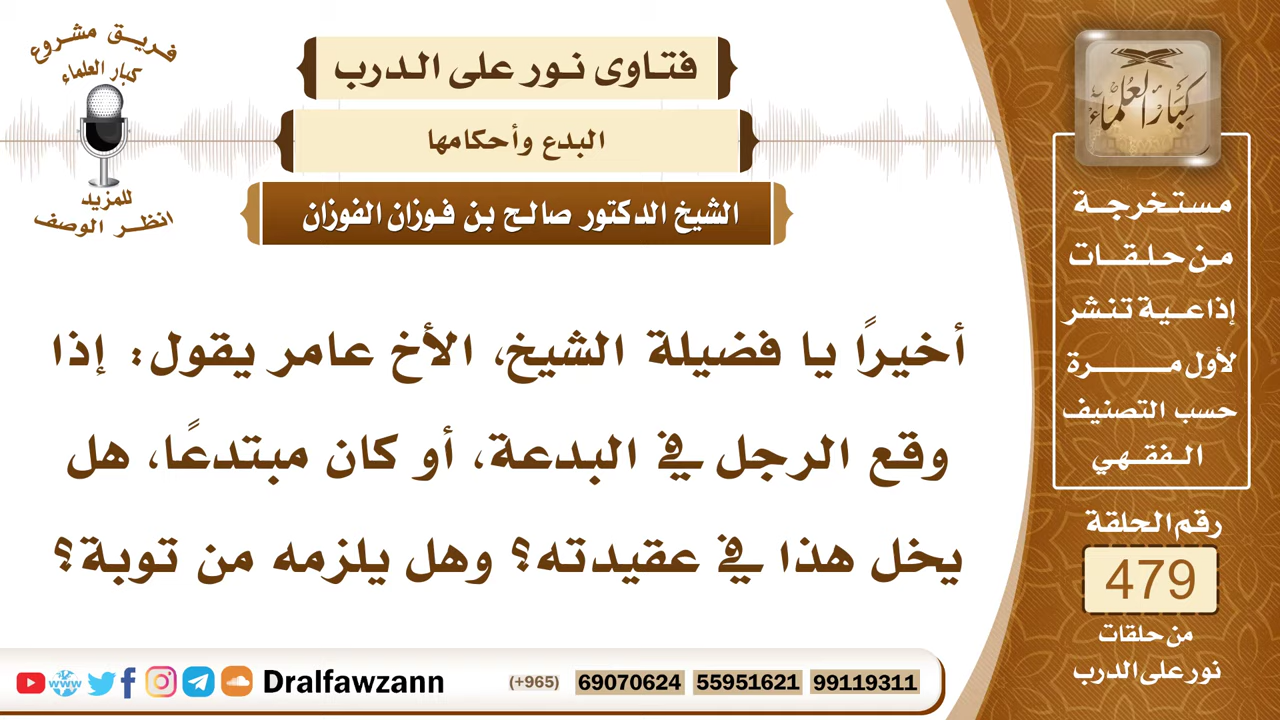 فريق مشروع
كبار العلماء
للمزيد
انظر الوصف
فتاوى نور على الدرب
البدع وأحكامها
الشيخ الدكتور صالح بن فوزان الفوزان
أخيرًا يا فضيلة الشيخ، الأخ عامر يقول: إذا
وقع الرجل في البدعة، أو كان مبتدعًا، هل
يخل هذا في عقيدته؟ وهل يلزمه من توبة؟
كبار العلماء
مستخرجة
من حلقات
إذاعية تنشر
لأول مرة
حسب التصنيف
الفقهي
رقم الحلقة
479
من حلقات
نور على الدرب
Dralfawzann (+965) 69070624 55951621 99119311